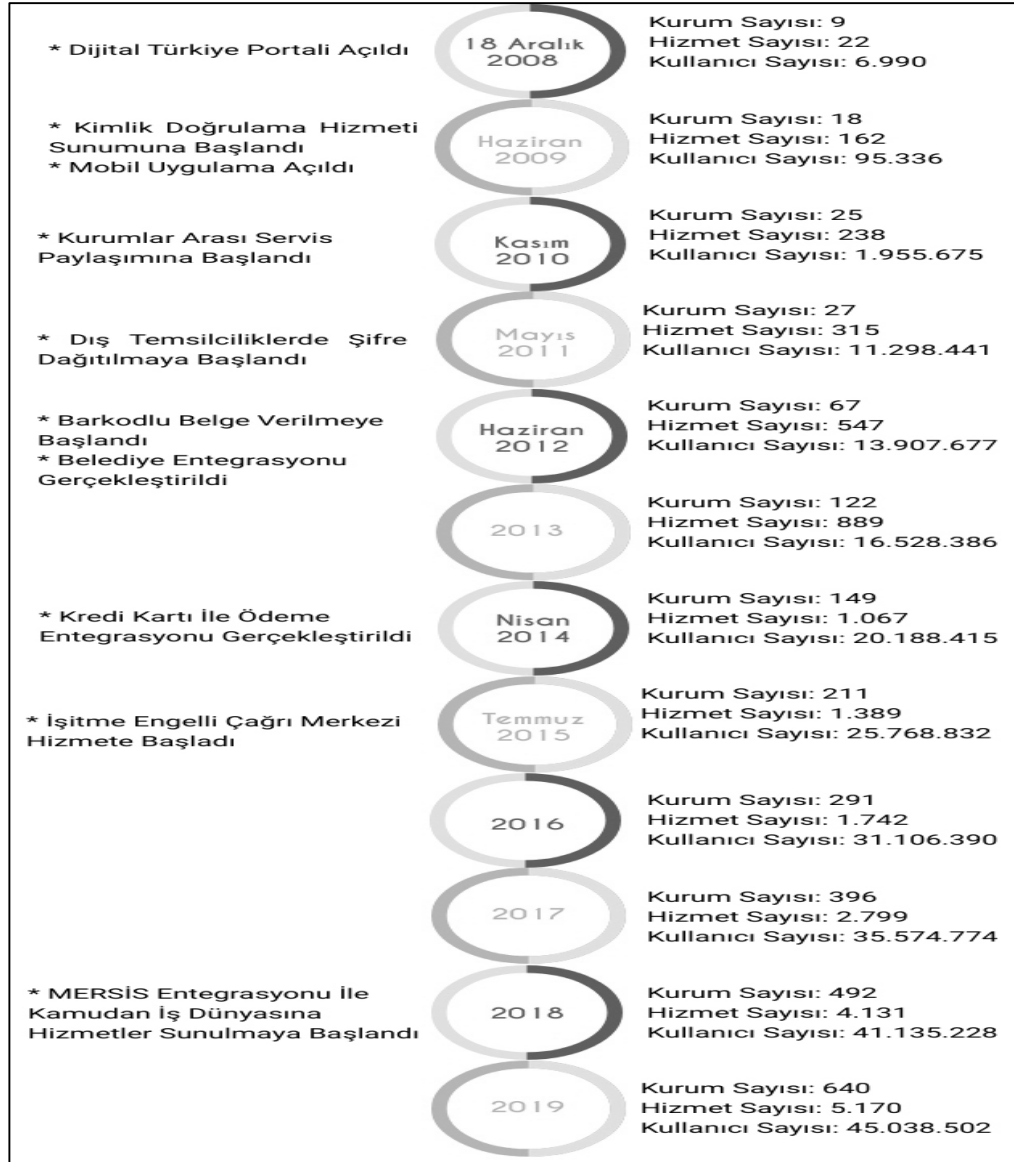 * Dijital Türkiye Portali Açıldı
18 Aralık
2008
Kurum Sayısı: 9
Hizmet Sayısı: 22
Kullanıcı Sayısı: 6.990
* Kimlik Doğrulama Hizmeti
Sunumuna Başlandı
* Mobil Uygulama Açıldı
Haziran
2009
Kurum Sayısı: 18
Hizmet Sayısı: 162
Kullanıcı Sayısı: 95.336
* Kurumlar Arası Servis
Paylaşımına Başlandı
Kasım
2010
Kurum Sayısı: 25
Hizmet Sayısı: 238
Kullanıcı Sayısı: 1.955.675
* Dış Temsilciliklerde Şifre
Dağıtılmaya Başlandı
Mayıs
2011
Kurum Sayısı: 27
Hizmet Sayısı: 315
Kullanıcı Sayısı: 11.298.441
* Barkodlu Belge Verilmeye
Başlandı
* Belediye Entegrasyonu
Gerçekleştirildi
Haziran
2012
Kurum Sayısı: 67
Hizmet Sayısı: 547
Kullanıcı Sayısı: 13.907.677
2013
Kurum Sayısı: 122
Hizmet Sayısı: 889
Kullanıcı Sayısı: 16.528.386
* Kredi Kartı İle Ödeme
Entegrasyonu Gerçekleştirildi
Nisan
2014
Kurum Sayısı: 149
Hizmet Sayısı: 1.067
Kullanıcı Sayısı: 20.188.415
* İşitme Engelli Çağrı Merkezi
Hizmete Başladı
Temmuz
2015
Kurum Sayısı: 211
Hizmet Sayısı: 1.389
Kullanıcı Sayısı: 25.768.832
2016
Kurum Sayısı: 291
Hizmet Sayısı: 1.742
Kullanıcı Sayısı: 31.106.390
2017
Kurum Sayısı: 396
Hizmet Sayısı: 2.799
Kullanıcı Sayısı: 35.574.774
* MERSİS Entegrasyonu İle
Kamudan İş Dünyasına
Hizmetler Sunulmaya Başlandı
2018
Kurum Sayısı: 492
Hizmet Sayısı: 4.131
Kullanıcı Sayısı: 41.135.228
2019
Kurum Sayısı: 640
Hizmet Sayısı: 5.170
Kullanıcı Sayısı: 45.038.502